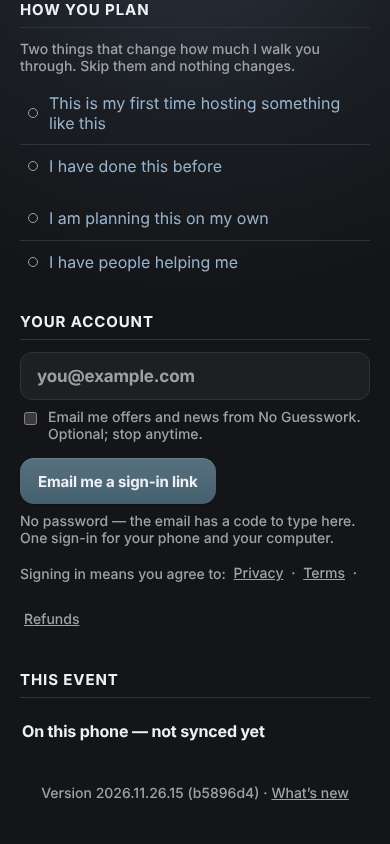 HOW YOU PLAN
Two things that change how much I walk you
through. Skip them and nothing changes.
This is my first time hosting something
like this
I have done this before
I am planning this on my own
I have people helping me
YOUR ACCOUNT
you@example.com
Email me offers and news from No Guesswork.
Optional; stop anytime.
Email me a sign-in link
No password — the email has a code to type here.
One sign-in for your phone and your computer.
Signing in means you agree to: Privacy · Terms ·
Refunds
THIS EVENT
On this phone — not synced yet
Version 2026.11.26.15 (b5896d4) · What’s new